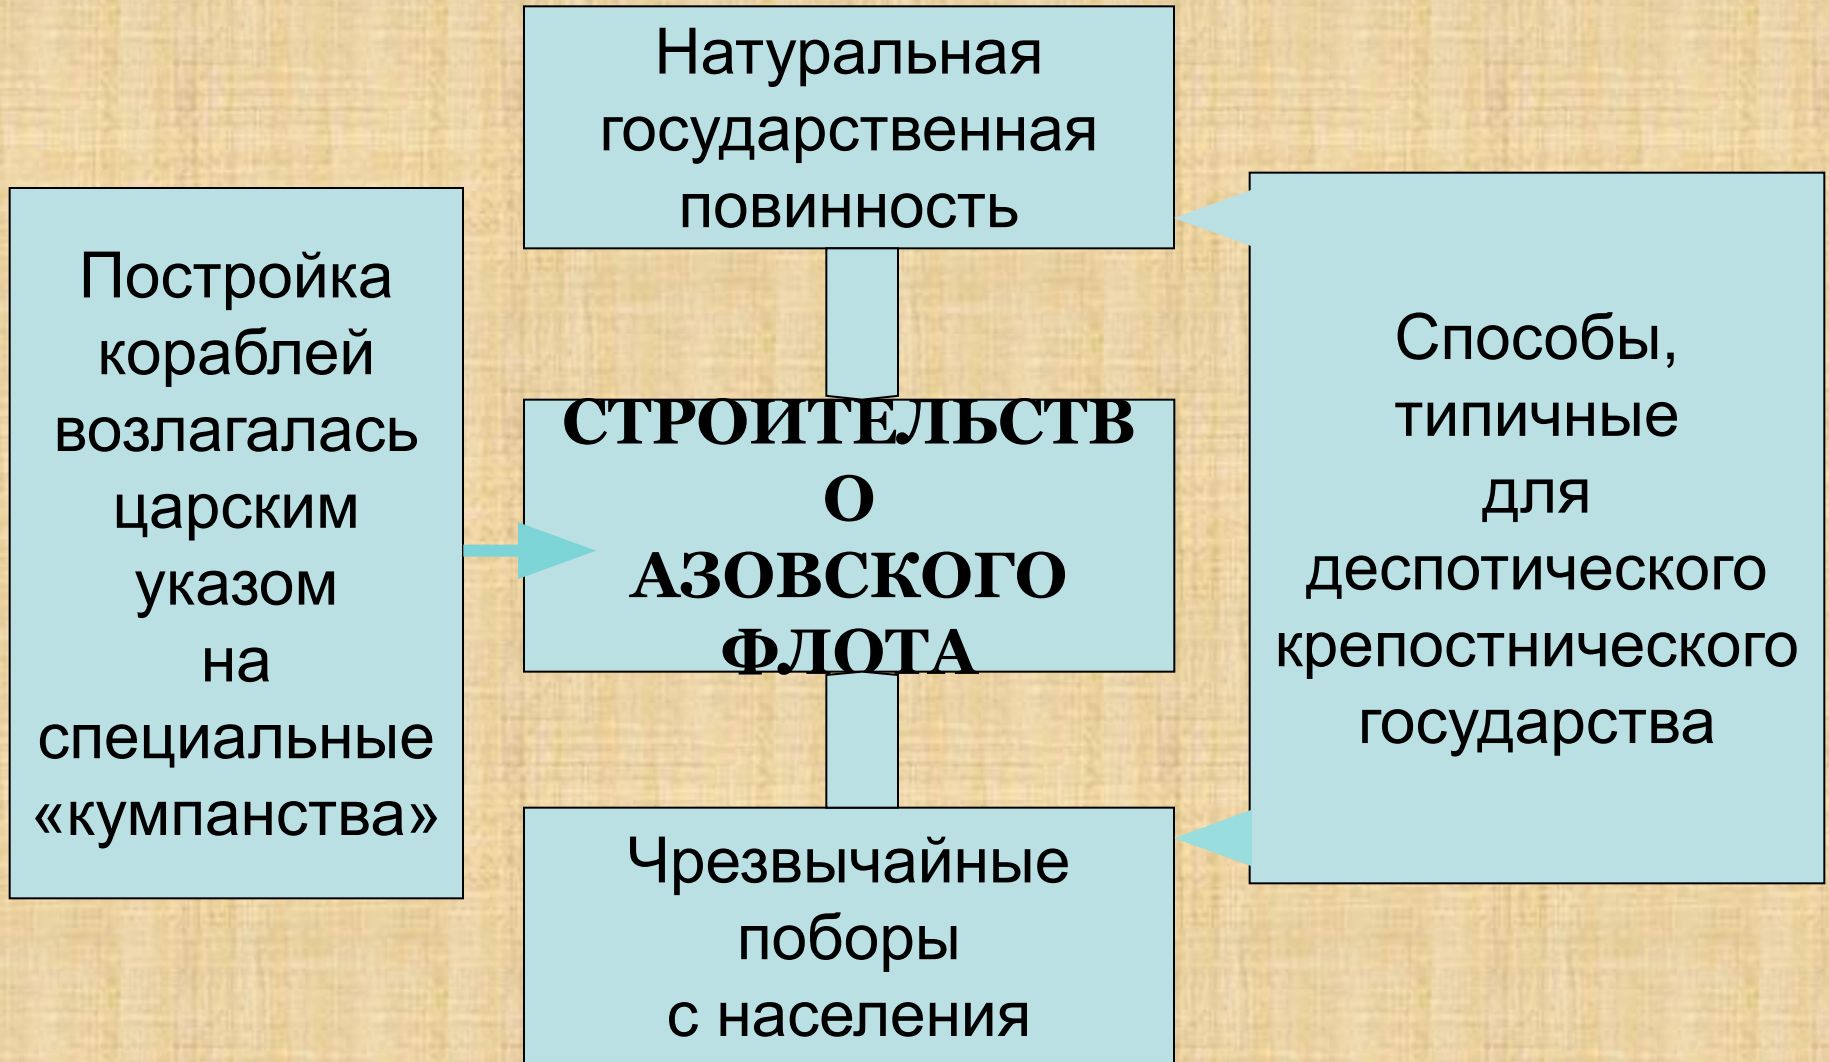 Натуральная
государственная
повинность
Постройка
кораблей
возлагалась
царским
указом
на
специальные
«кумпанства»
СТРОИТЕЛЬСТВ
О
АЗОВСКОГО
ФЛОТА
Способы,
типичные
для
деспотического
крепостнического
государства
Чрезвычайные
поборы
с населения